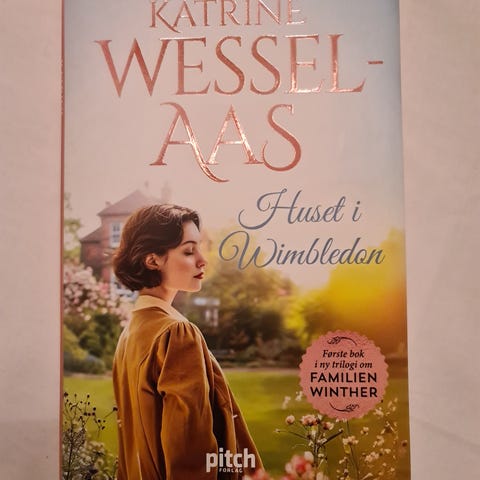 KATRINE
WESSEL-
AAS
Huset i
Wimbledon
Første bok
i ny trilogi om
FAMILIEN
WINTHER
pitch
FORLAG